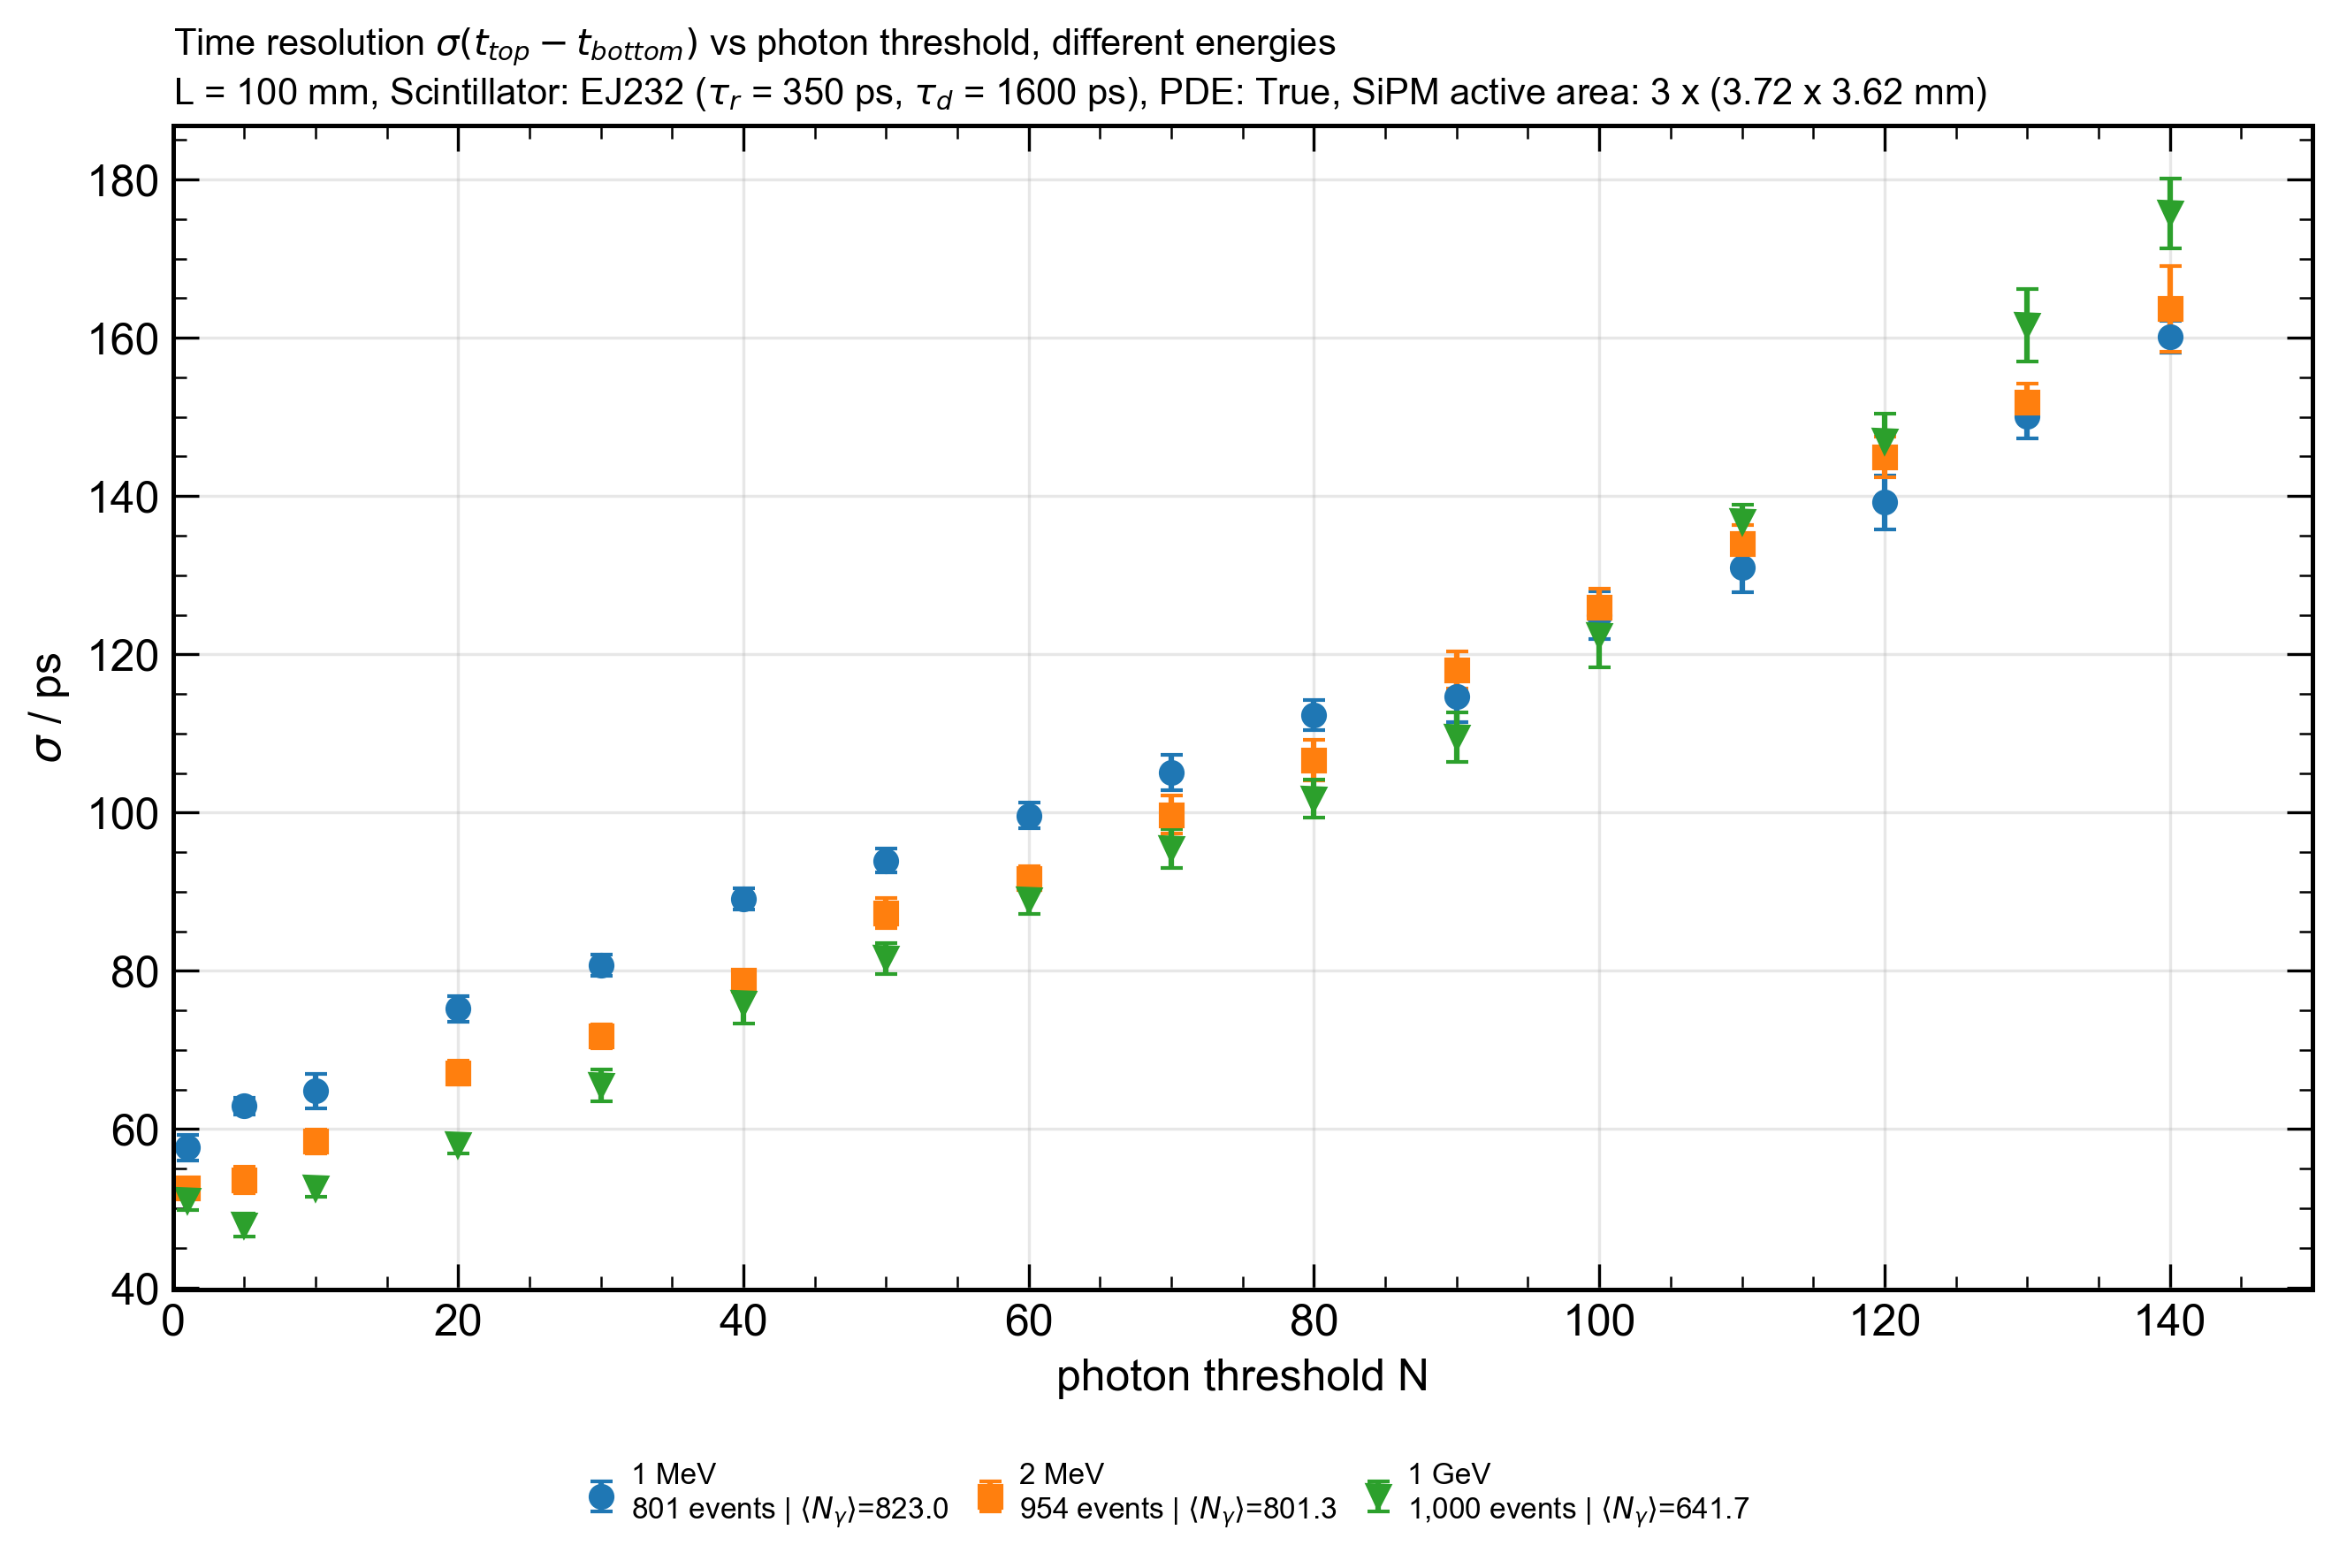 Time resolution σ(t_top − t_bottom) vs photon threshold, different energies
L = 100 mm, Scintillator: EJ232 (τ_r = 350 ps, τ_d = 1600 ps), PDE: True, SiPM active area: 3 x (3.72 x 3.62 mm)
180
160
140
120
100
80
60
40
σ / ps
0 20 40 60 80 100 120 140
photon threshold N
1 MeV
801 events | ⟨N_γ⟩=823.0
2 MeV
954 events | ⟨N_γ⟩=801.3
1 GeV
1,000 events | ⟨N_γ⟩=641.7